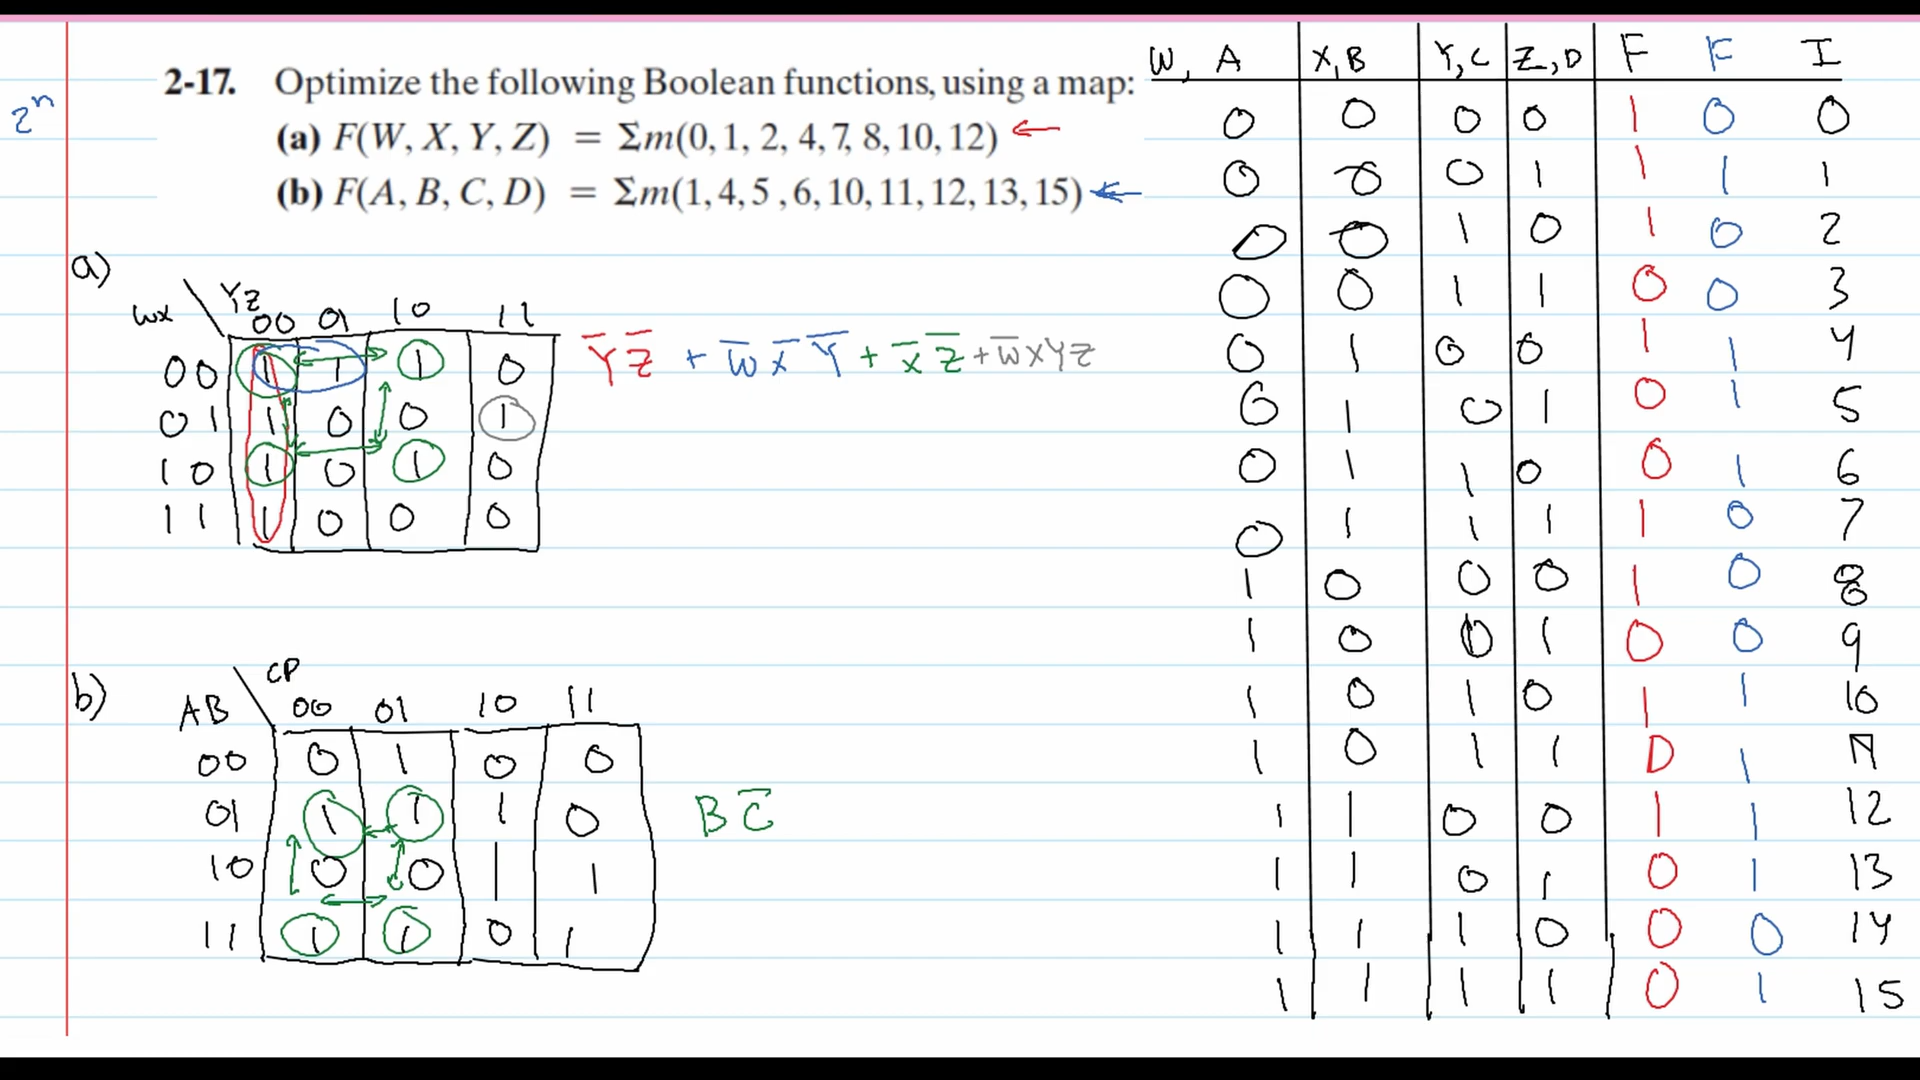 2-17. Optimize the following Boolean functions, using a map:
(a) F(W, X, Y, Z) = Σm(0, 1, 2, 4, 7, 8, 10, 12)
(b) F(A, B, C, D) = Σm(1, 4, 5 , 6, 10, 11, 12, 13, 15)
2ⁿ
a)
WX \ YZ
00 01 10 11
00 1 1 1 0
01 1 0 0 1
10 1 0 1 0
11 1 0 0 0
Y̅ Z̅ + W̅ X̅ Y̅ + X̅ Z̅ + W̅XYZ
b)
AB \ CD
00 01 10 11
00 0 1 0 0
01 1 1 1 0
10 0 0 1 1
11 1 1 0 1
B C̅
W, A X, B Y, C Z, D F F I
0 0 0 0 1 0 0
0 0 0 1 1 1 1
0 0 1 0 1 0 2
0 0 1 1 0 0 3
0 1 0 0 1 1 4
0 1 0 1 0 1 5
0 1 1 0 0 1 6
0 1 1 1 1 0 7
1 0 0 0 1 0 8
1 0 0 1 0 0 9
1 0 1 0 1 1 10
1 0 1 1 0 1 11
1 1 0 0 1 1 12
1 1 0 1 0 1 13
1 1 1 0 0 0 14
1 1 1 1 0 1 15